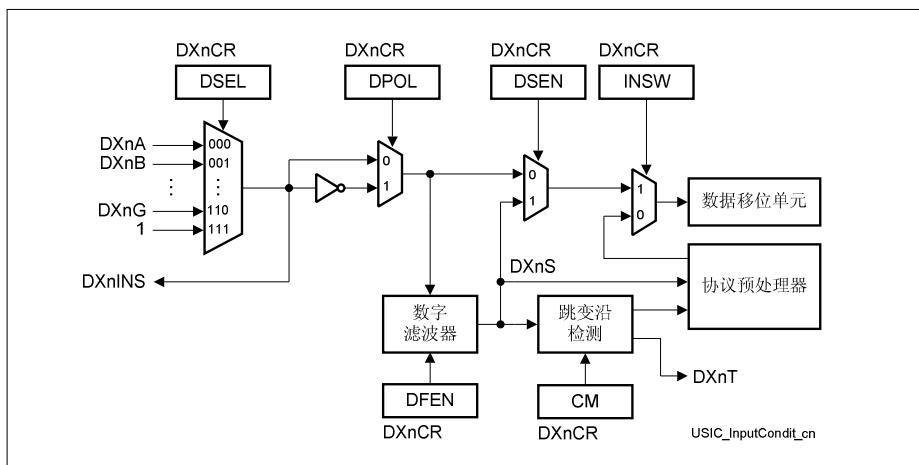 DXnCR
DSEL
DXnCR
DPOL
DXnCR
DSEN
DXnCR
INSW
DXnA
000
DXnB
001
⋮
⋮
DXnG
110
1
111
0
1
0
1
1
0
数据移位单元
DXnINS
DXnS
协议预处理器
数字
滤波器
跳变沿
检测
DXnT
DFEN
DXnCR
CM
DXnCR
USIC_InputCondit_cn